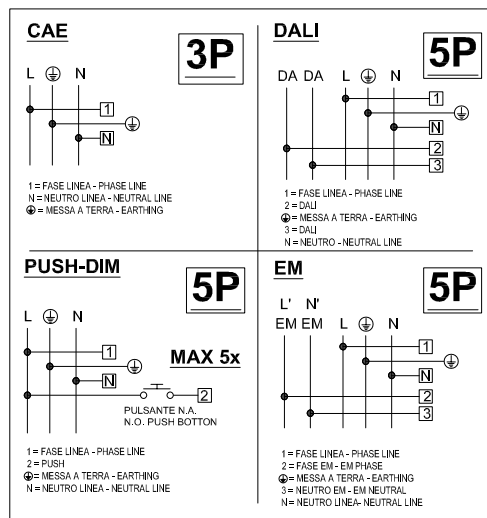 CAE
3P
L ⏚ N
1
⏚
N
1 = FASE LINEA - PHASE LINE
N = NEUTRO LINEA - NEUTRAL LINE
⏚ = MESSA A TERRA - EARTHING
DALI
5P
DA DA L ⏚ N
1
⏚
N
2
3
1 = FASE LINEA - PHASE LINE
2 = DALI
⏚ = MESSA A TERRA - EARTHING
3 = DALI
N = NEUTRO - NEUTRAL LINE
PUSH-DIM
5P
L ⏚ N
1
⏚
N
MAX 5x
2
PULSANTE N.A.
N.O. PUSH BOTTON
1 = FASE LINEA - PHASE LINE
2 = PUSH
⏚ = MESSA A TERRA - EARTHING
N = NEUTRO LINEA - NEUTRAL LINE
EM
5P
L' N'
EM EM L ⏚ N
1
⏚
N
2
3
1 = FASE LINEA - PHASE LINE
2 = FASE EM - EM PHASE
⏚ = MESSA A TERRA - EARTHING
3 = NEUTRO EM - EM NEUTRAL
N = NEUTRO LINEA- NEUTRAL LINE